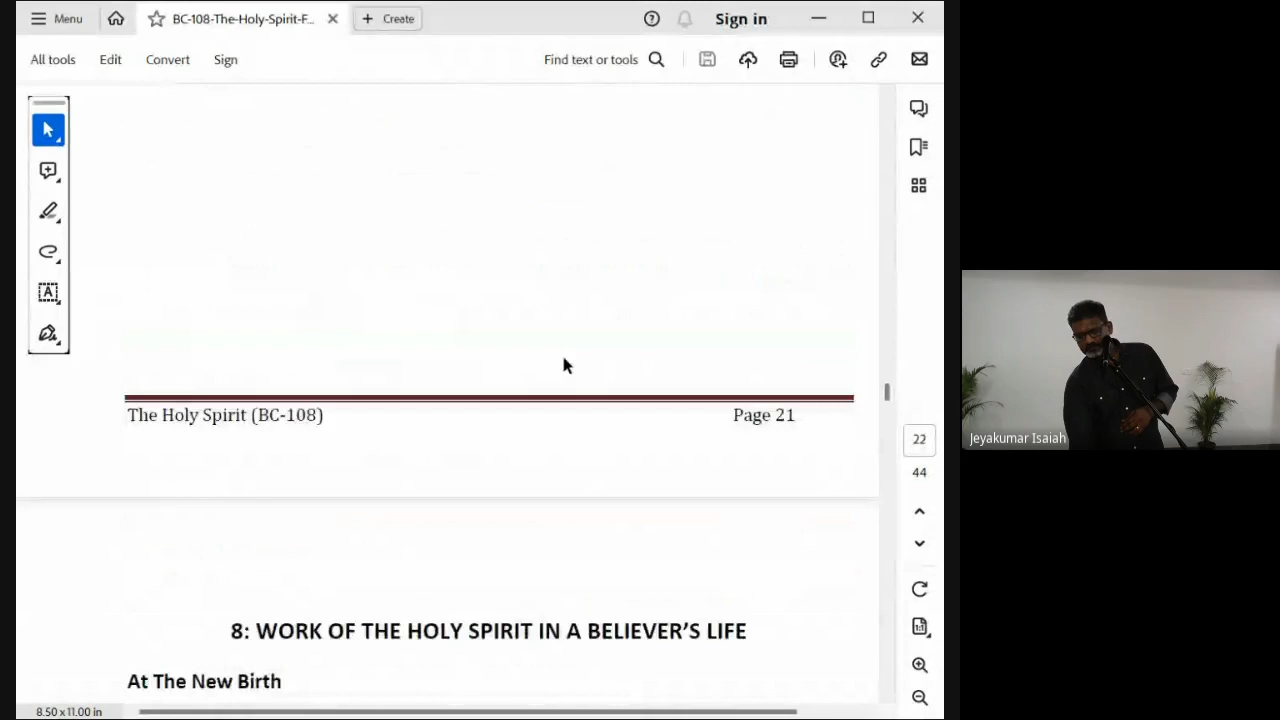 Menu
BC-108-The-Holy-Spirit-F...
Create
Sign in
All tools
Edit
Convert
Sign
Find text or tools
The Holy Spirit (BC-108)
Page 21
22
44
8: WORK OF THE HOLY SPIRIT IN A BELIEVER'S LIFE
At The New Birth
8.50 x 11.00 in
Jeyakumar Isaiah